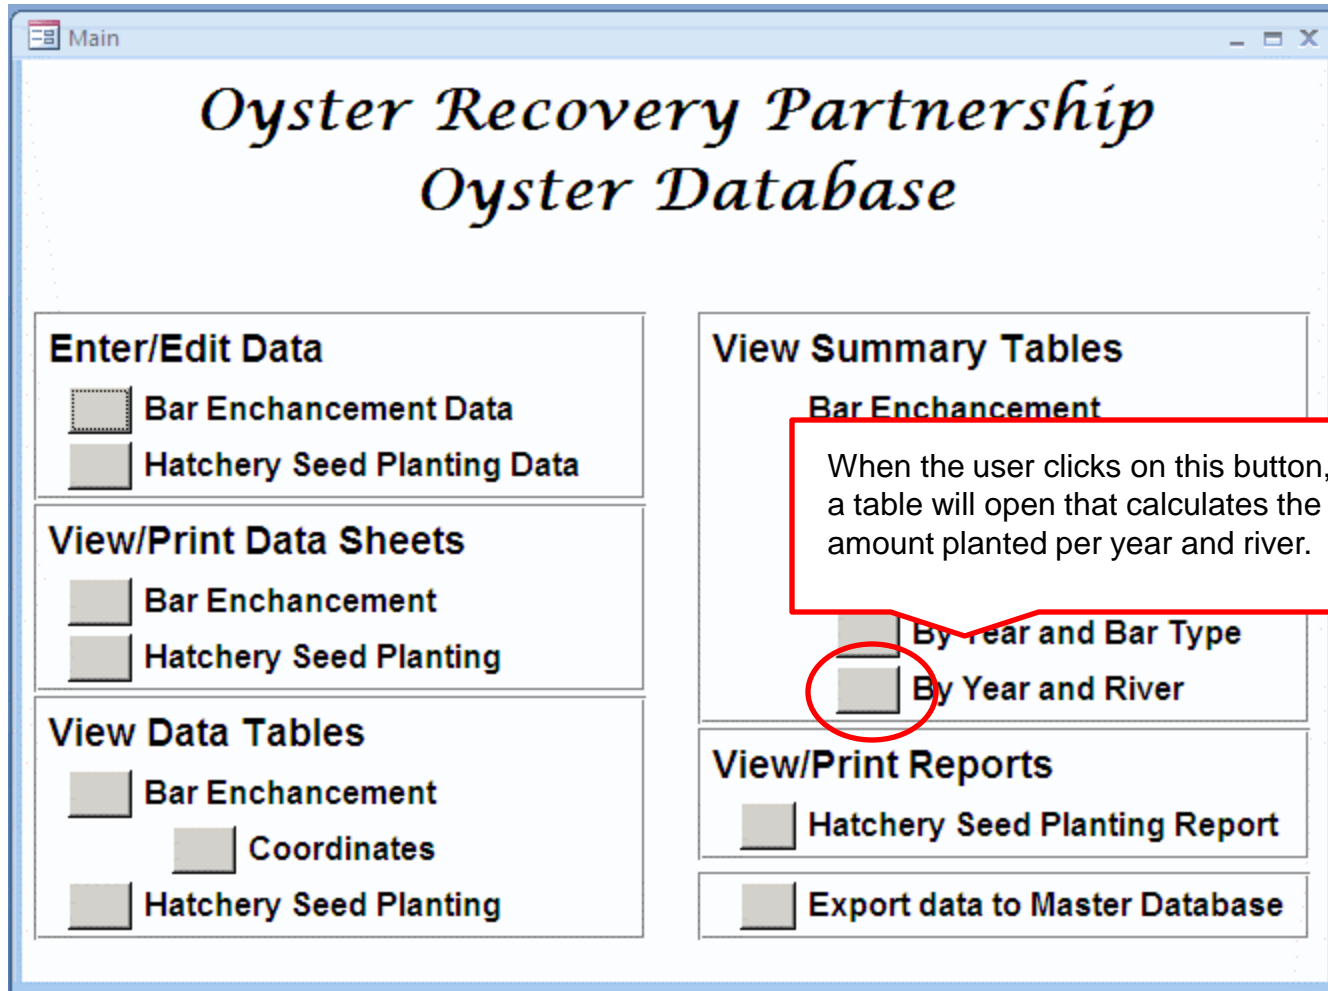 Main
Oyster Recovery Partnership
Oyster Database
Enter/Edit Data
Bar Enchancement Data
Hatchery Seed Planting Data
View/Print Data Sheets
Bar Enchancement
Hatchery Seed Planting
View Data Tables
Bar Enchancement
Coordinates
Hatchery Seed Planting
View Summary Tables
Bar Enchancement
When the user clicks on this button,
a table will open that calculates the
amount planted per year and river.
By Year and Bar Type
By Year and River
View/Print Reports
Hatchery Seed Planting Report
Export data to Master Database